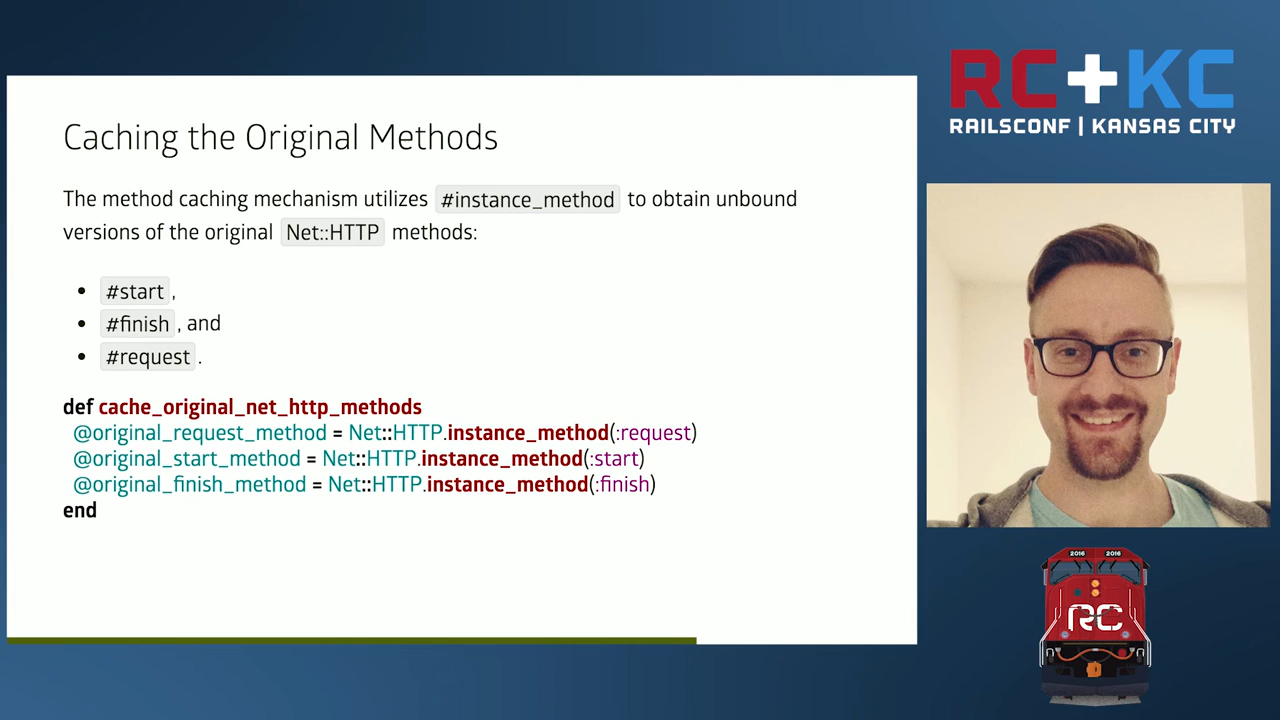 Caching the Original Methods
The method caching mechanism utilizes #instance_method to obtain unbound
versions of the original Net::HTTP methods:
• #start ,
• #finish , and
• #request .
def cache_original_net_http_methods
  @original_request_method = Net::HTTP.instance_method(:request)
  @original_start_method = Net::HTTP.instance_method(:start)
  @original_finish_method = Net::HTTP.instance_method(:finish)
end
RC+KC
RAILSCONF | KANSAS CITY
2016 2016
RC